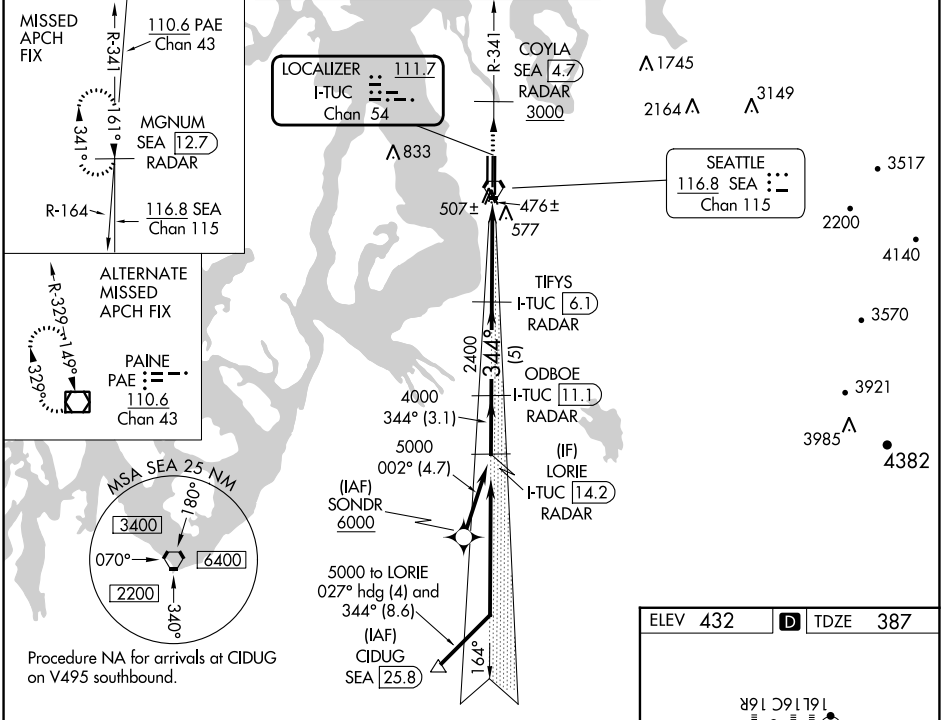 MISSED
APCH
FIX
R-341
110.6 PAE
Chan 43
161°
341°
MGNUM
SEA 12.7
RADAR
R-164
116.8 SEA
Chan 115
ALTERNATE
MISSED
APCH FIX
R-329
149°
329°
PAINE
PAE
110.6
Chan 43
MSA SEA 25 NM
180°
3400
070°
6400
2200
340°
Procedure NA for arrivals at CIDUG
on V495 southbound.
LOCALIZER 111.7
I-TUC
Chan 54
R-341
COYLA
SEA 4.7
RADAR
3000
1745
2164
3149
833
SEATTLE
116.8 SEA
Chan 115
3517
507±
476±
577
2200
4140
TIFYS
I-TUC 6.1
RADAR
3570
2400
344°
(5)
ODBOE
I-TUC 11.1
RADAR
3921
4000
344° (3.1)
3985
4382
5000
002° (4.7)
(IF)
LORIE
I-TUC 14.2
RADAR
(IAF)
SONDR
6000
5000 to LORIE
027° hdg (4) and
344° (8.6)
(IAF)
CIDUG
SEA 25.8
164°
ELEV 432
D
TDZE 387
16L 16C 16R